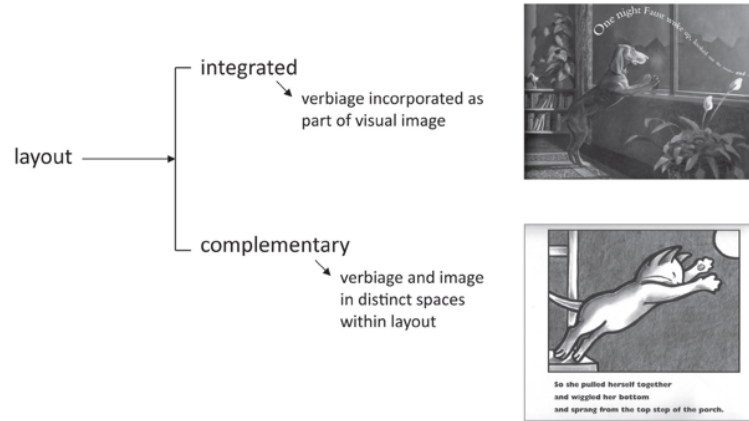 layout
integrated
verbiage incorporated as
part of visual image
One night Faust woke up, looked
complementary
verbiage and image
in distinct spaces
within layout
So she pulled herself together
and wiggled her bottom
and sprang from the top step of the porch.